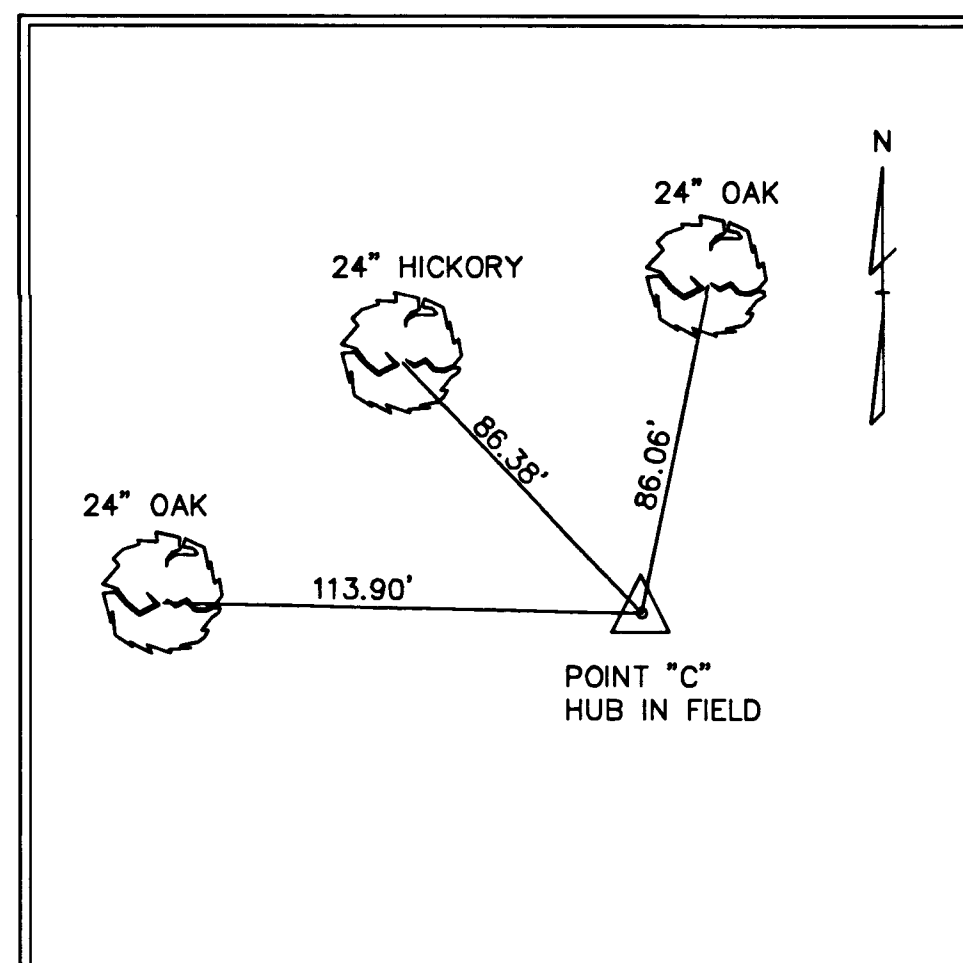 N
24" OAK
24" HICKORY
86.38'
86.06'
24" OAK
113.90'
POINT "C"
HUB IN FIELD